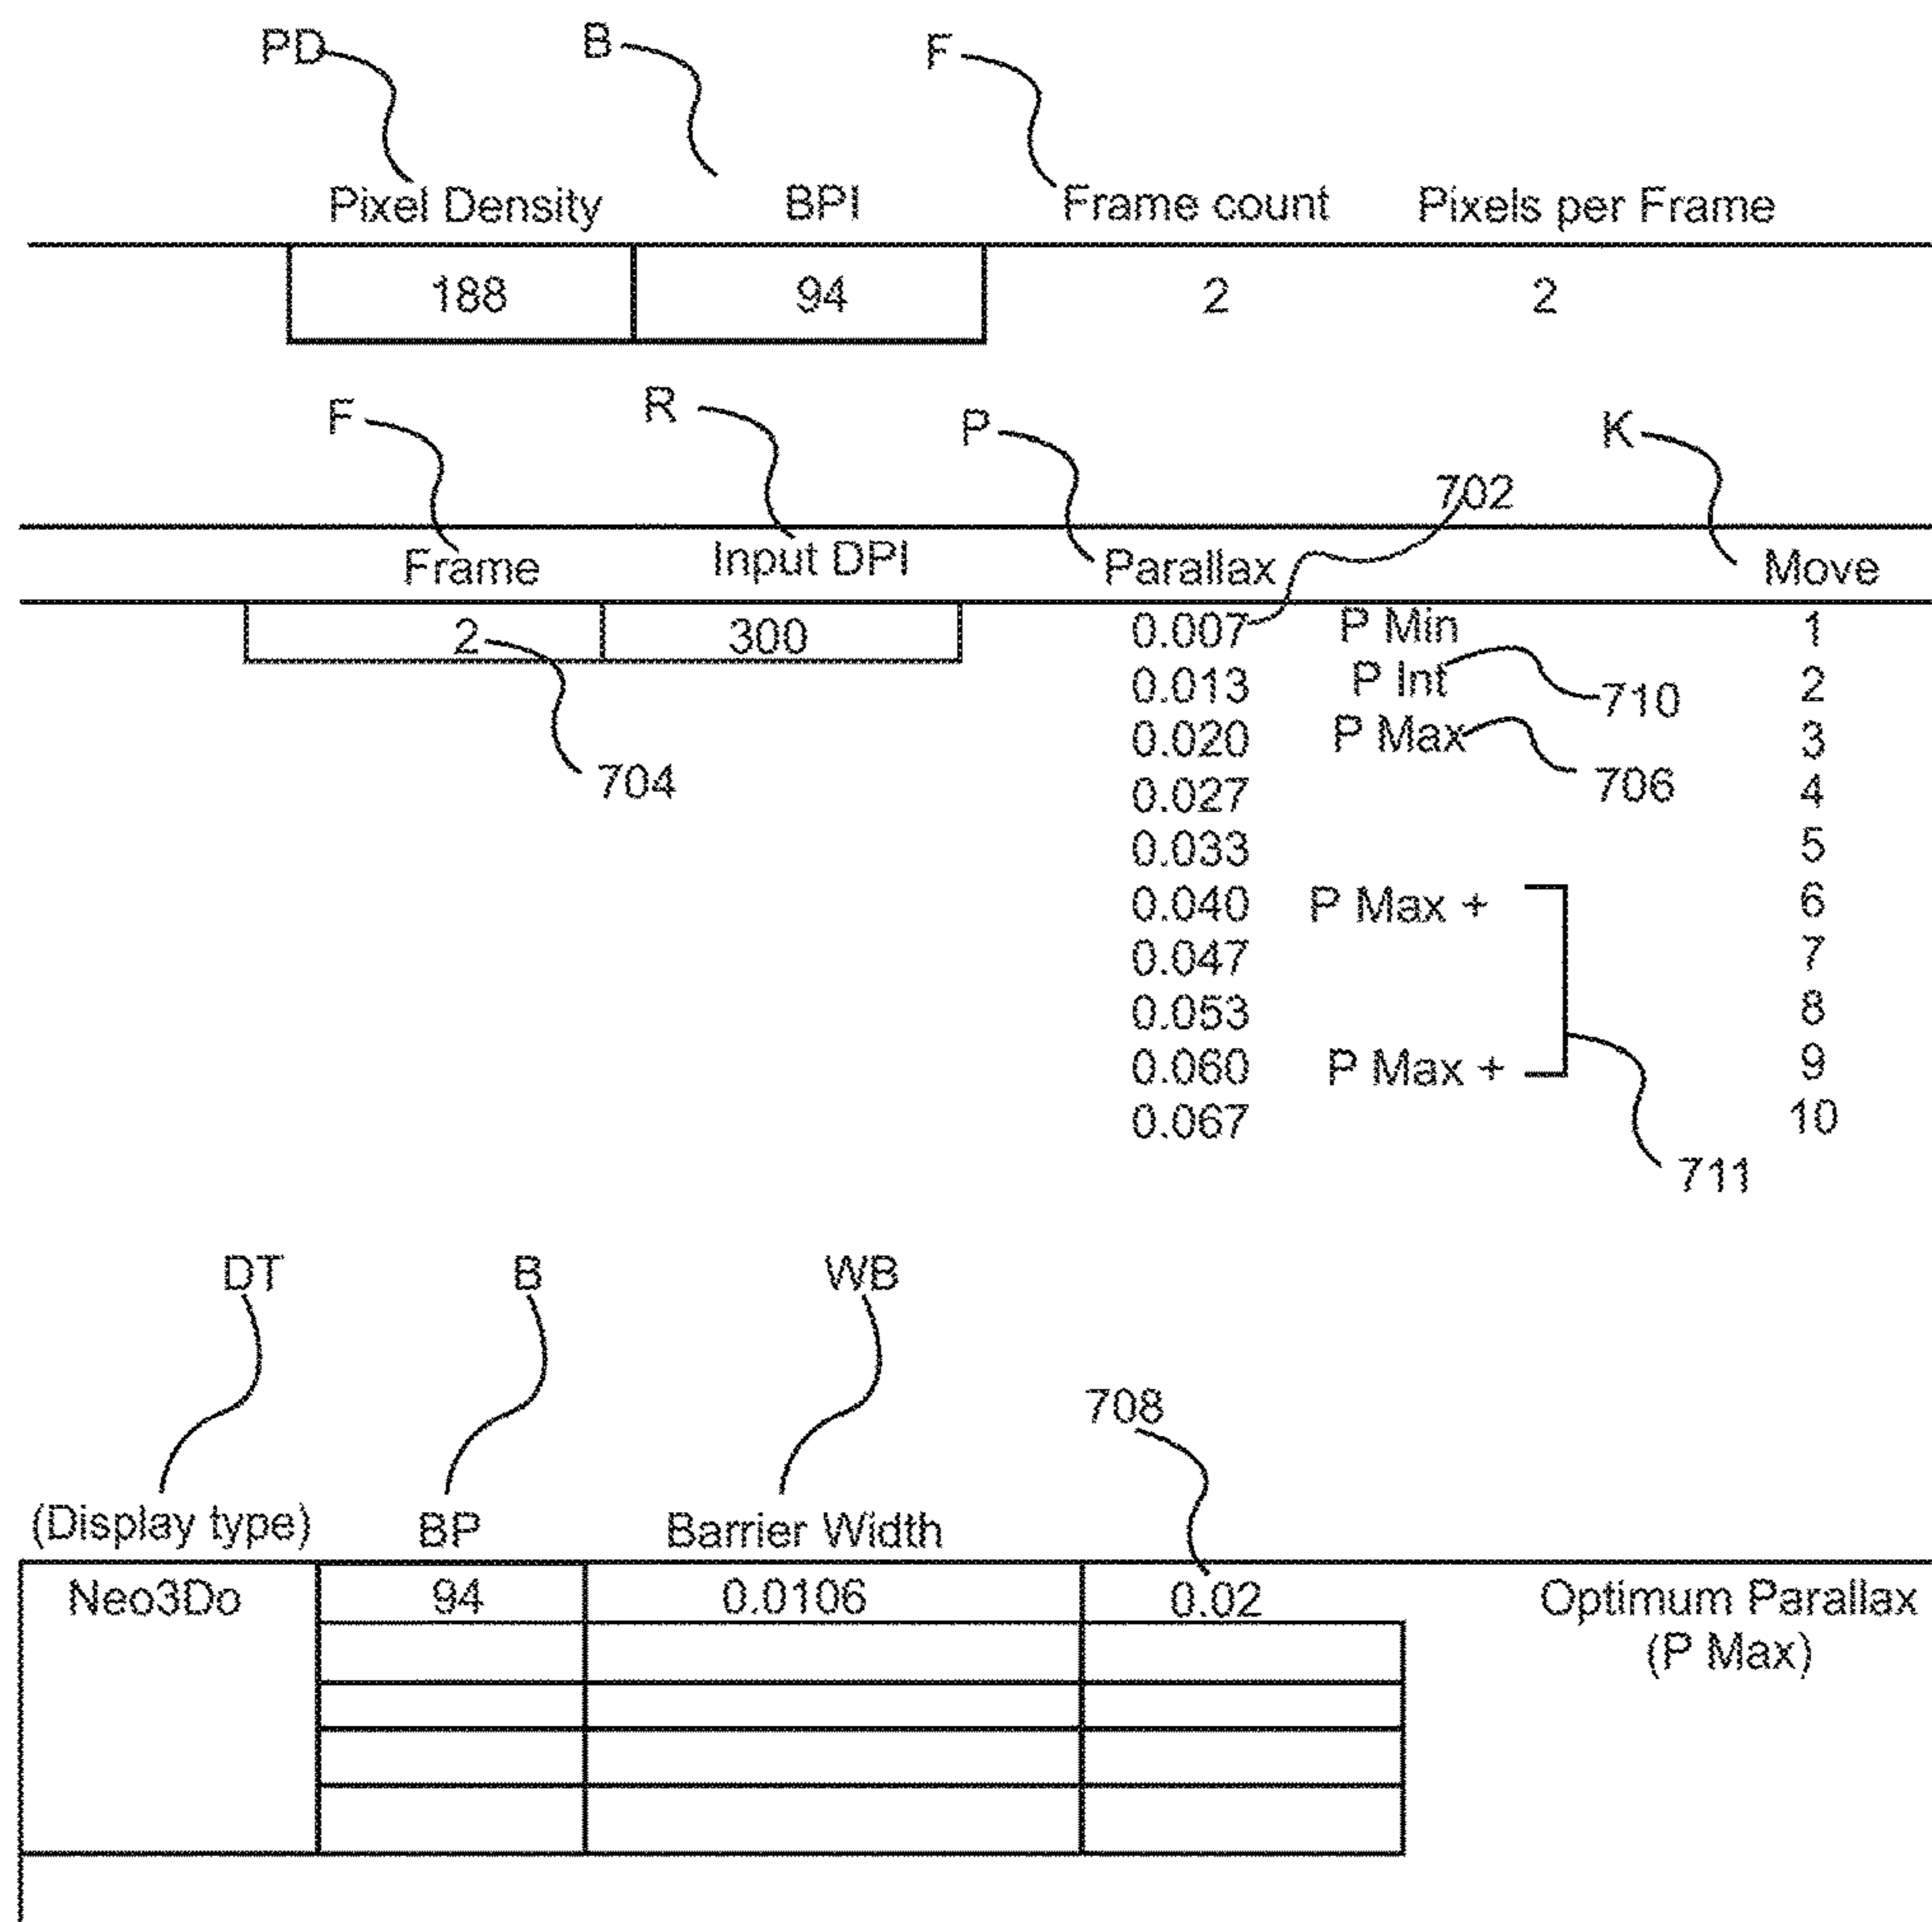 PD B F
Pixel Density BPI Frame count Pixels per Frame
188 94 2 2
F R P K
702
Frame Input DPI Parallax Move
2 300 0.007 P Min 1
0.013 P Int 710 2
0.020 P Max 3
704 0.027 706 4
0.033 5
0.040 P Max + 6
0.047 7
0.053 8
0.060 P Max + 9
0.067 10
711
DT B WB
708
(Display type) BP Barrier Width
Neo3Do 94 0.0106 0.02 Optimum Parallax
(P Max)